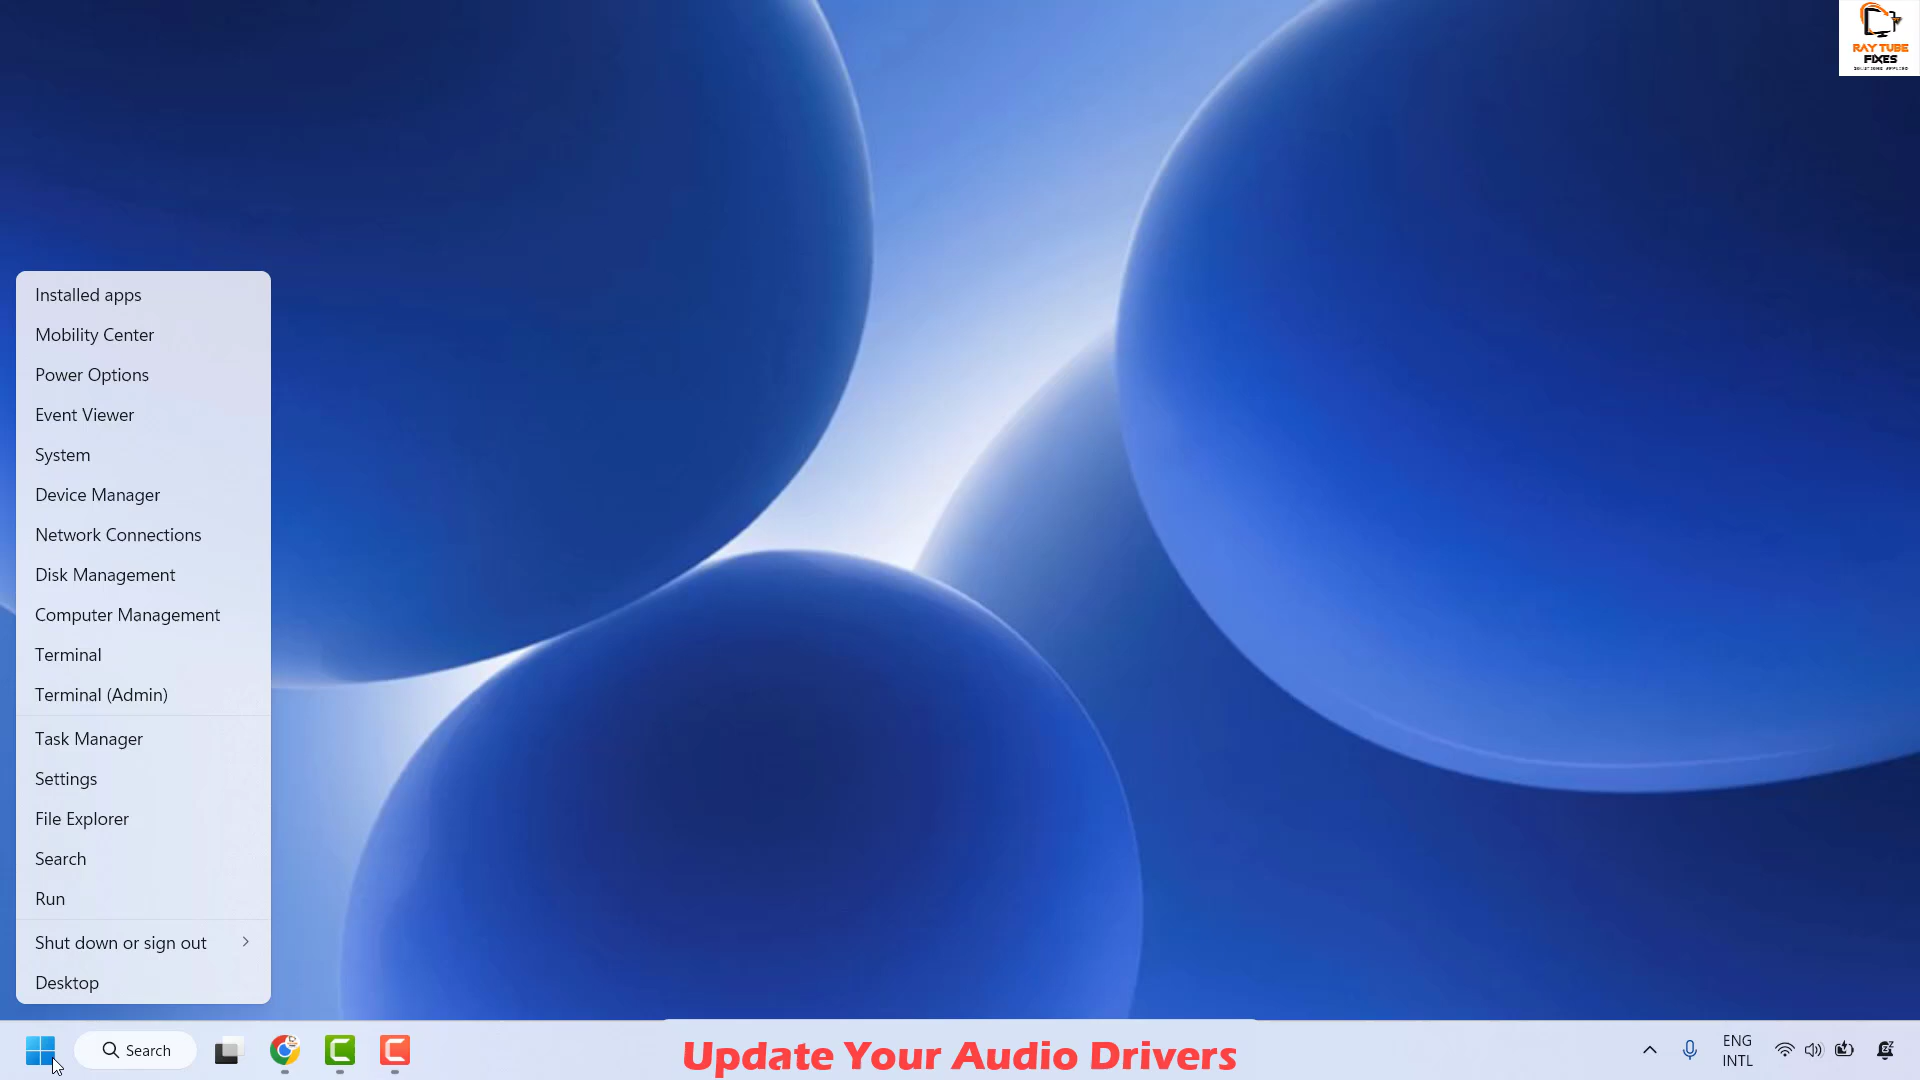 RAY TUBE
FIXES
Installed apps
Mobility Center
Power Options
Event Viewer
System
Device Manager
Network Connections
Disk Management
Computer Management
Terminal
Terminal (Admin)
Task Manager
Settings
File Explorer
Search
Run
Shut down or sign out
Desktop
Search
Update Your Audio Drivers
ENG
INTL